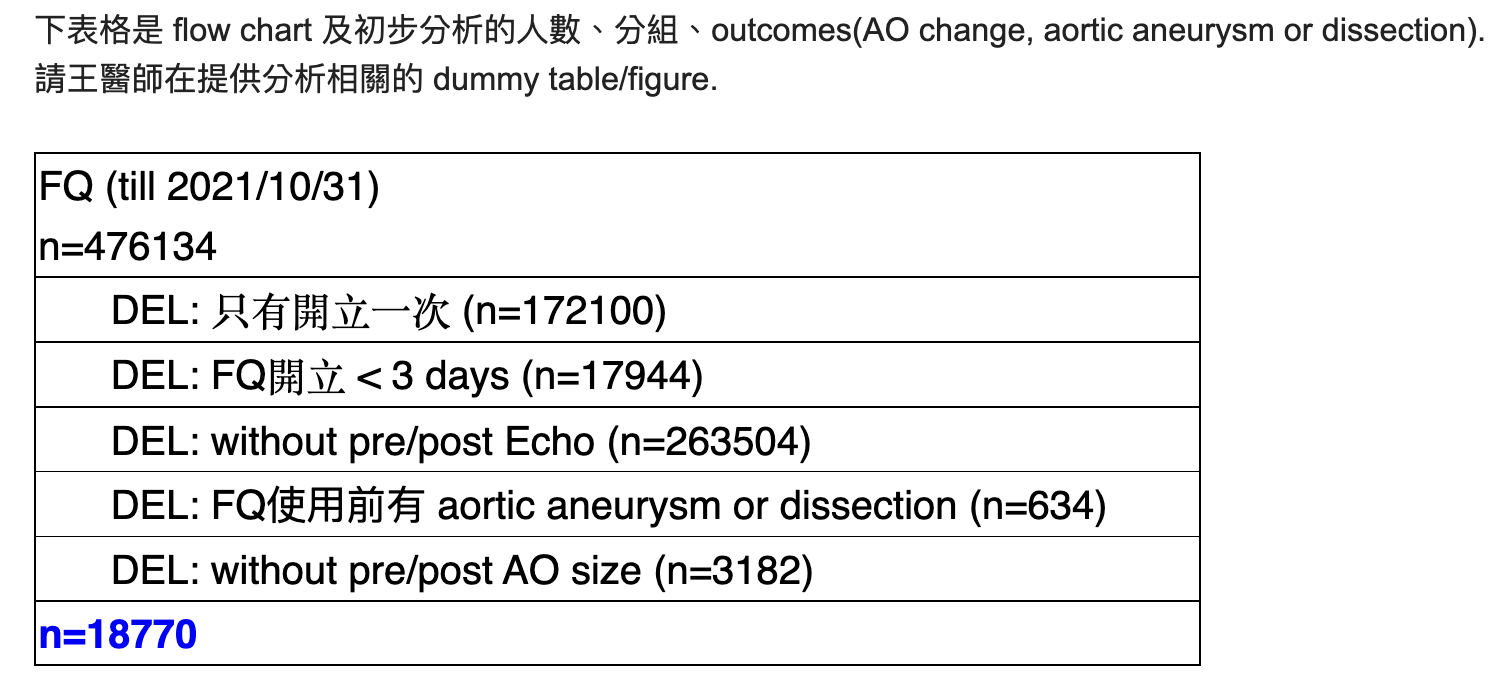 下表格是 flow chart 及初步分析的人數、分組、outcomes(AO change, aortic aneurysm or dissection).
請王醫師在提供分析相關的 dummy table/figure.
FQ (till 2021/10/31)
n=476134
DEL: 只有開立一次 (n=172100)
DEL: FQ開立 < 3 days (n=17944)
DEL: without pre/post Echo (n=263504)
DEL: FQ使用前有 aortic aneurysm or dissection (n=634)
DEL: without pre/post AO size (n=3182)
n=18770